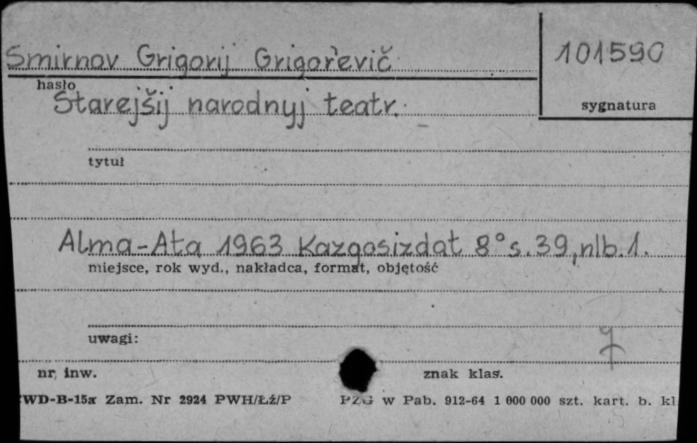 Smirnov Grigorij Grigor'evič
101590
hasło
Starejšij narodnyj teatr.
sygnatura
tytuł
Alma-Ata 1963 Kazgosizdat 8° s.39, nlb.1.
miejsce, rok wyd., nakładca, format, objętość
uwagi:
nr. inw.
znak klas.
WD-B-15a Zam. Nr 2924 PWH/Łź/P PZG w Pab. 912-64 1 000 000 szt. kart. b. kl